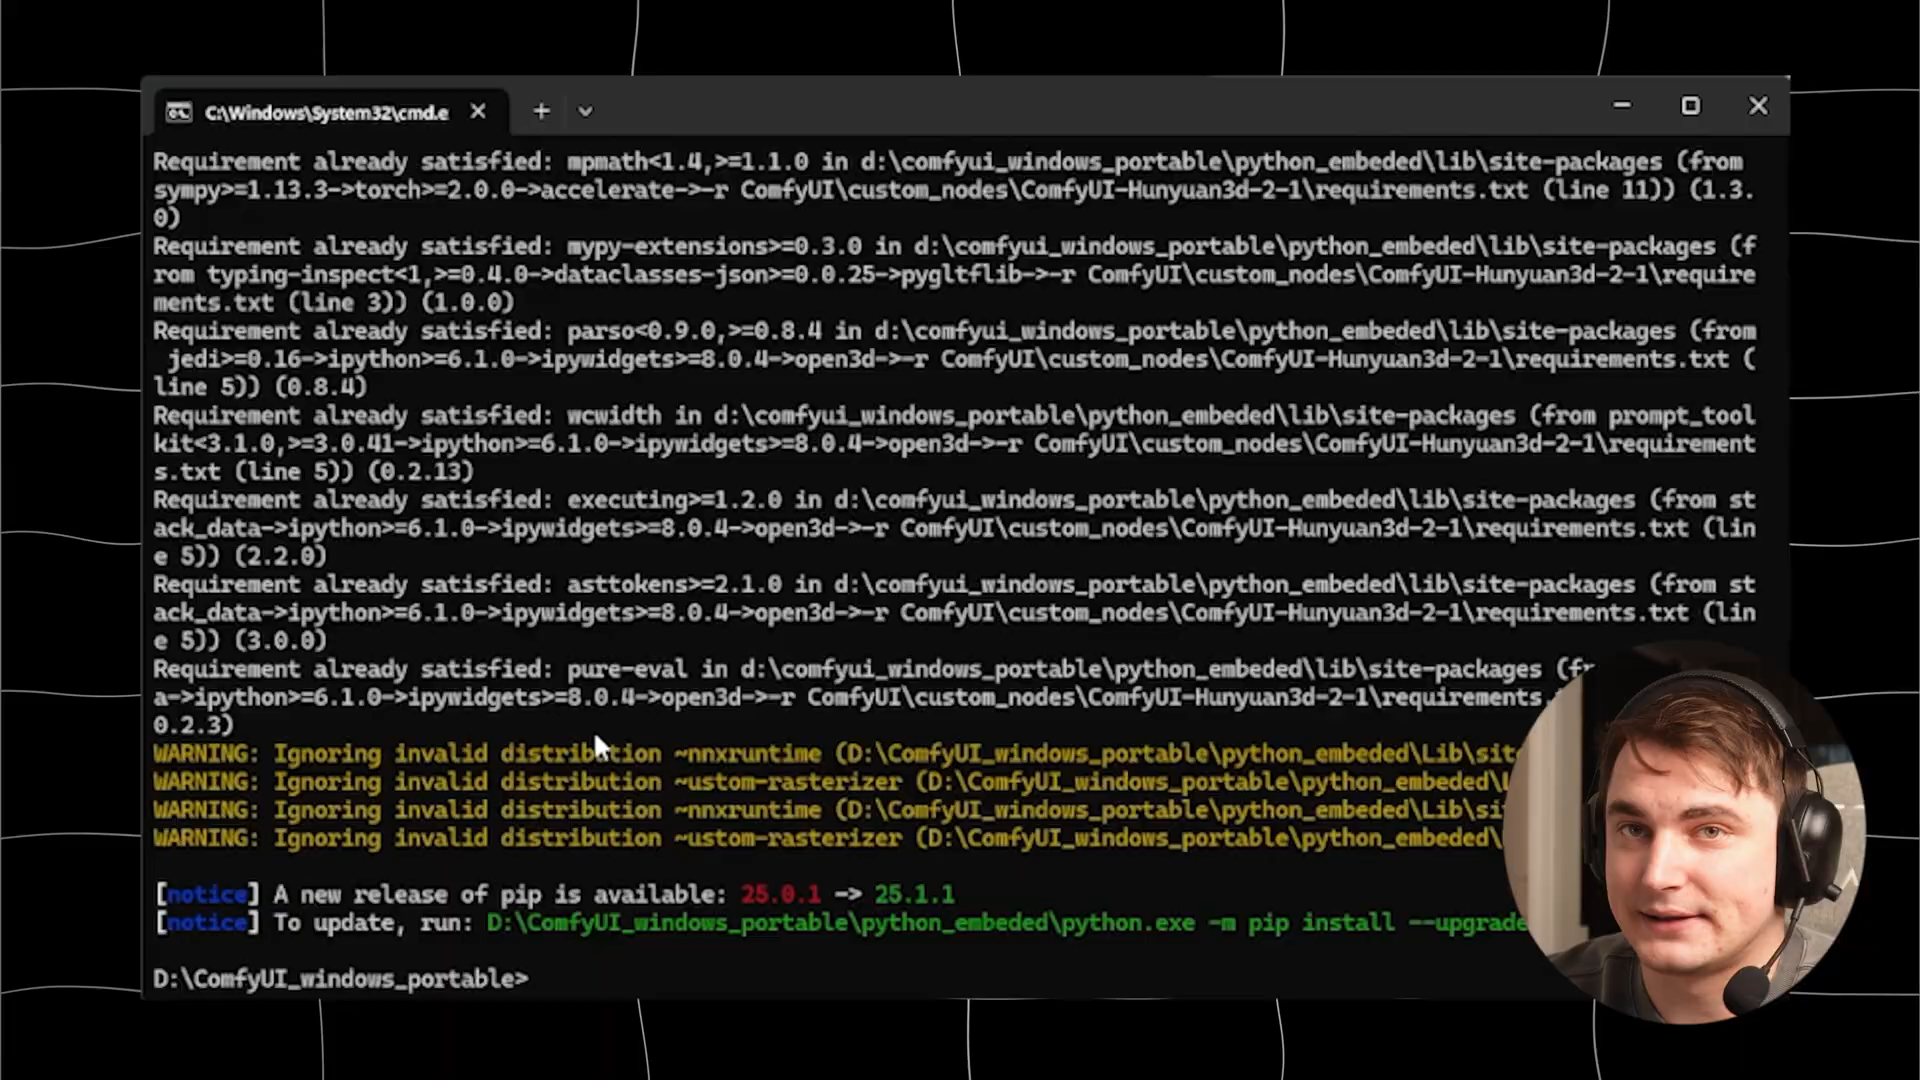 C:\Windows\System32\cmd.e
Requirement already satisfied: mpmath<1.4,>=1.1.0 in d:\comfyui_windows_portable\python_embeded\lib\site-packages (from
sympy>=1.13.3->torch>=2.0.0->accelerate->-r ComfyUI\custom_nodes\ComfyUI-Hunyuan3d-2-1\requirements.txt (line 11)) (1.3.
0)
Requirement already satisfied: mypy-extensions>=0.3.0 in d:\comfyui_windows_portable\python_embeded\lib\site-packages (f
rom typing-inspect<1,>=0.4.0->dataclasses-json>=0.0.25->pygltflib->-r ComfyUI\custom_nodes\ComfyUI-Hunyuan3d-2-1\require
ments.txt (line 3)) (1.0.0)
Requirement already satisfied: parso<0.9.0,>=0.8.4 in d:\comfyui_windows_portable\python_embeded\lib\site-packages (from
jedi>=0.16->ipython>=6.1.0->ipywidgets>=8.0.4->open3d->-r ComfyUI\custom_nodes\ComfyUI-Hunyuan3d-2-1\requirements.txt (
line 5)) (0.8.4)
Requirement already satisfied: wcwidth in d:\comfyui_windows_portable\python_embeded\lib\site-packages (from prompt_tool
kit<3.1.0,>=3.0.41->ipython>=6.1.0->ipywidgets>=8.0.4->open3d->-r ComfyUI\custom_nodes\ComfyUI-Hunyuan3d-2-1\requirement
s.txt (line 5)) (0.2.13)
Requirement already satisfied: executing>=1.2.0 in d:\comfyui_windows_portable\python_embeded\lib\site-packages (from st
ack_data->ipython>=6.1.0->ipywidgets>=8.0.4->open3d->-r ComfyUI\custom_nodes\ComfyUI-Hunyuan3d-2-1\requirements.txt (lin
e 5)) (2.2.0)
Requirement already satisfied: asttokens>=2.1.0 in d:\comfyui_windows_portable\python_embeded\lib\site-packages (from st
ack_data->ipython>=6.1.0->ipywidgets>=8.0.4->open3d->-r ComfyUI\custom_nodes\ComfyUI-Hunyuan3d-2-1\requirements.txt (lin
e 5)) (3.0.0)
Requirement already satisfied: pure-eval in d:\comfyui_windows_portable\python_embeded\lib\site-packages (fr
a->ipython>=6.1.0->ipywidgets>=8.0.4->open3d->-r ComfyUI\custom_nodes\ComfyUI-Hunyuan3d-2-1\requirements.
0.2.3)
WARNING: Ignoring invalid distribution ~nnxruntime (D:\ComfyUI_windows_portable\python_embeded\Lib\site
WARNING: Ignoring invalid distribution ~ustom-rasterizer (D:\ComfyUI_windows_portable\python_embeded\L
WARNING: Ignoring invalid distribution ~nnxruntime (D:\ComfyUI_windows_portable\python_embeded\Lib\si
WARNING: Ignoring invalid distribution ~ustom-rasterizer (D:\ComfyUI_windows_portable\python_embeded\
[notice] A new release of pip is available: 25.0.1 -> 25.1.1
[notice] To update, run: D:\ComfyUI_windows_portable\python_embeded\python.exe -m pip install --upgrade
D:\ComfyUI_windows_portable>